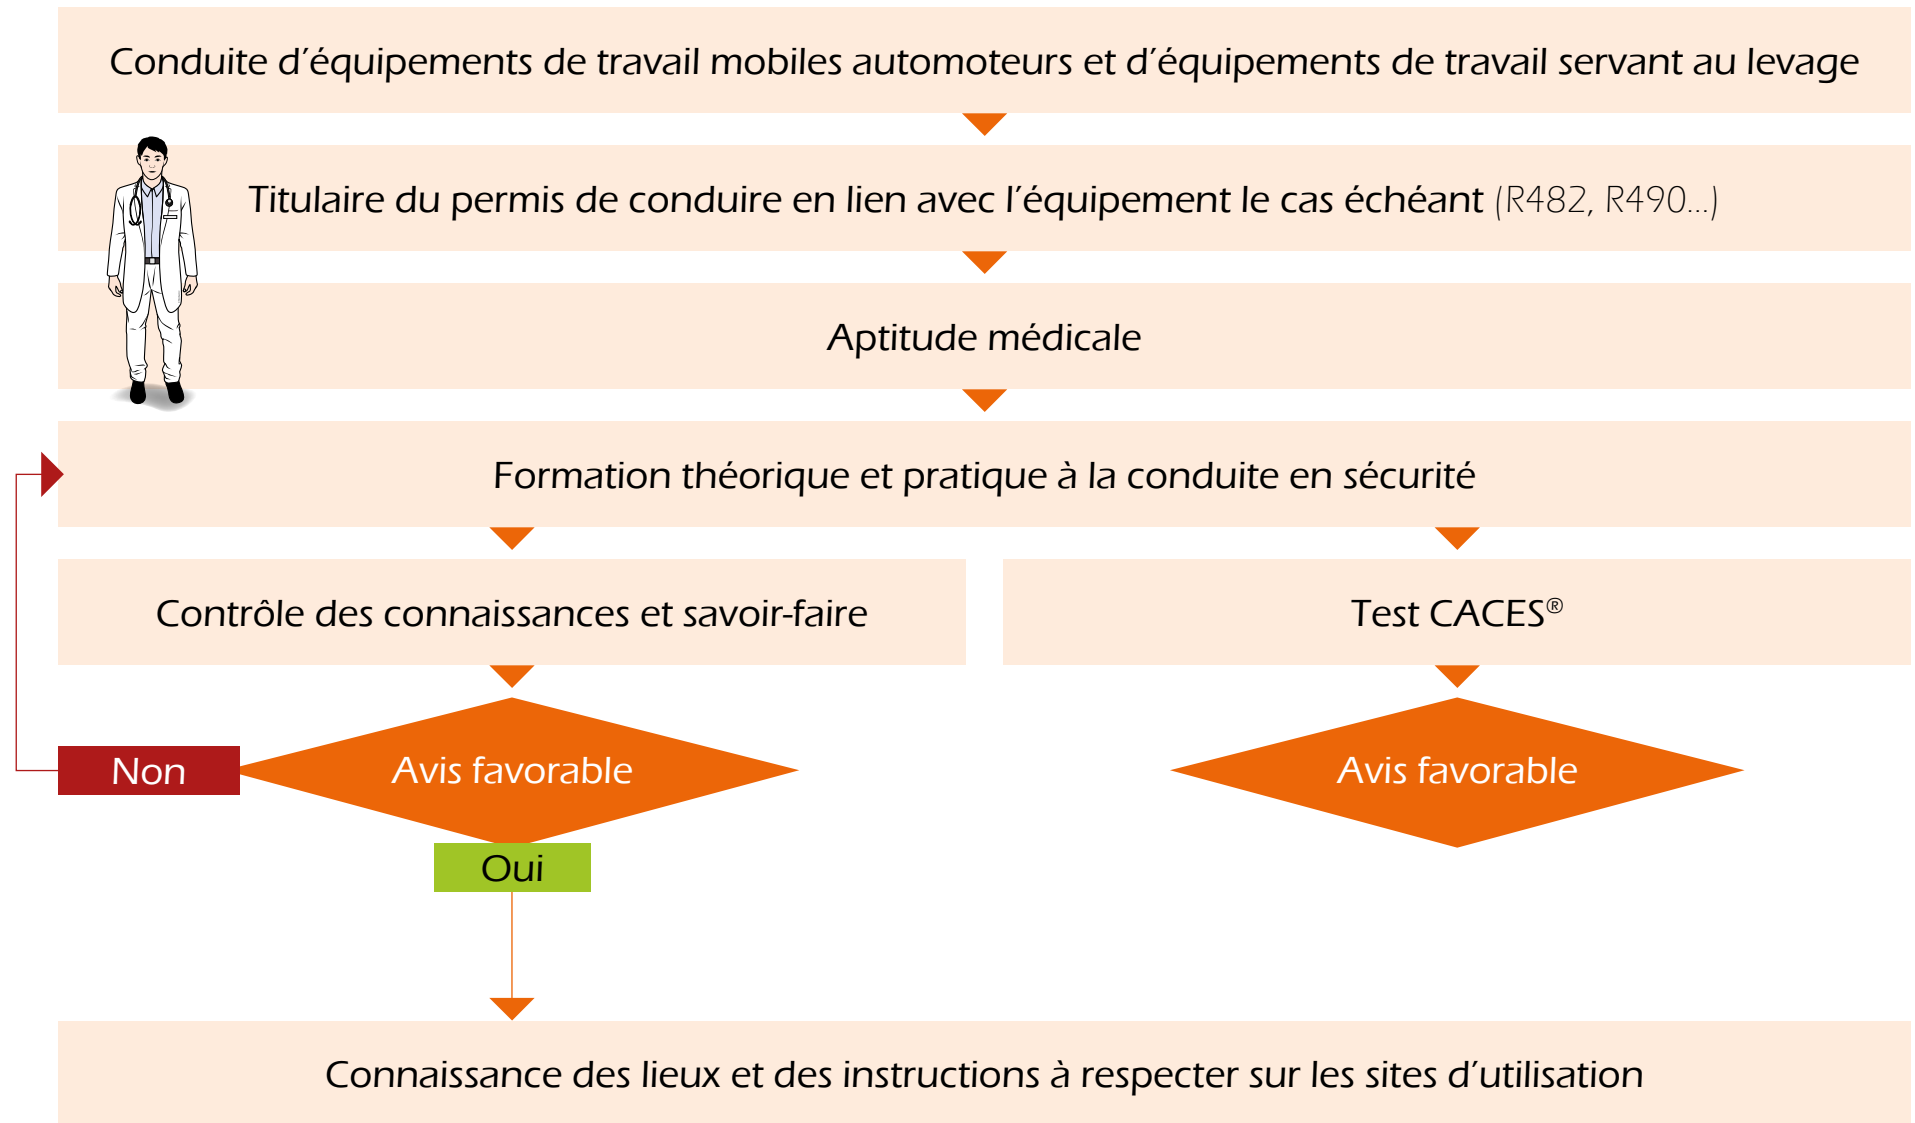 Conduite d’équipements de travail mobiles automoteurs et d’équipements de travail servant au levage
Titulaire du permis de conduire en lien avec l’équipement le cas échéant (R482, R490...)
Aptitude médicale
Formation théorique et pratique à la conduite en sécurité
Contrôle des connaissances et savoir-faire
Test CACES®
Non
Avis favorable
Avis favorable
Oui
Connaissance des lieux et des instructions à respecter sur les sites d’utilisation